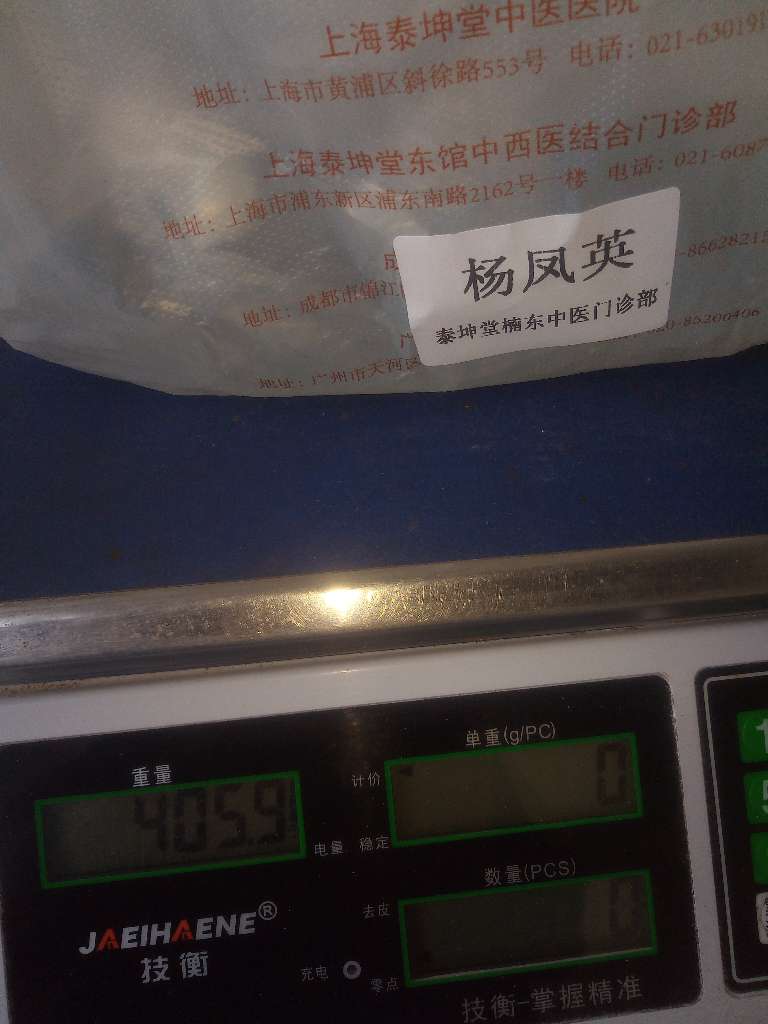 上海泰坤堂中医医院
地址：上海市黄浦区斜徐路553号 电话：021-630191
上海泰坤堂东馆中西医结合门诊部
地址：上海市浦东新区浦东南路2162号一楼 电话：021-6087
成
杨凤英
-86628215
地址：成都市锦江
泰坤堂楠东中医门诊部
广
020-85200406
地址：广州市天河区
单重(g/PC)
重量
计价
0
405.9
电量 稳定
数量(PCS)
JAEIHAENE®
去皮
技衡
充电
零点
技衡-掌握精准